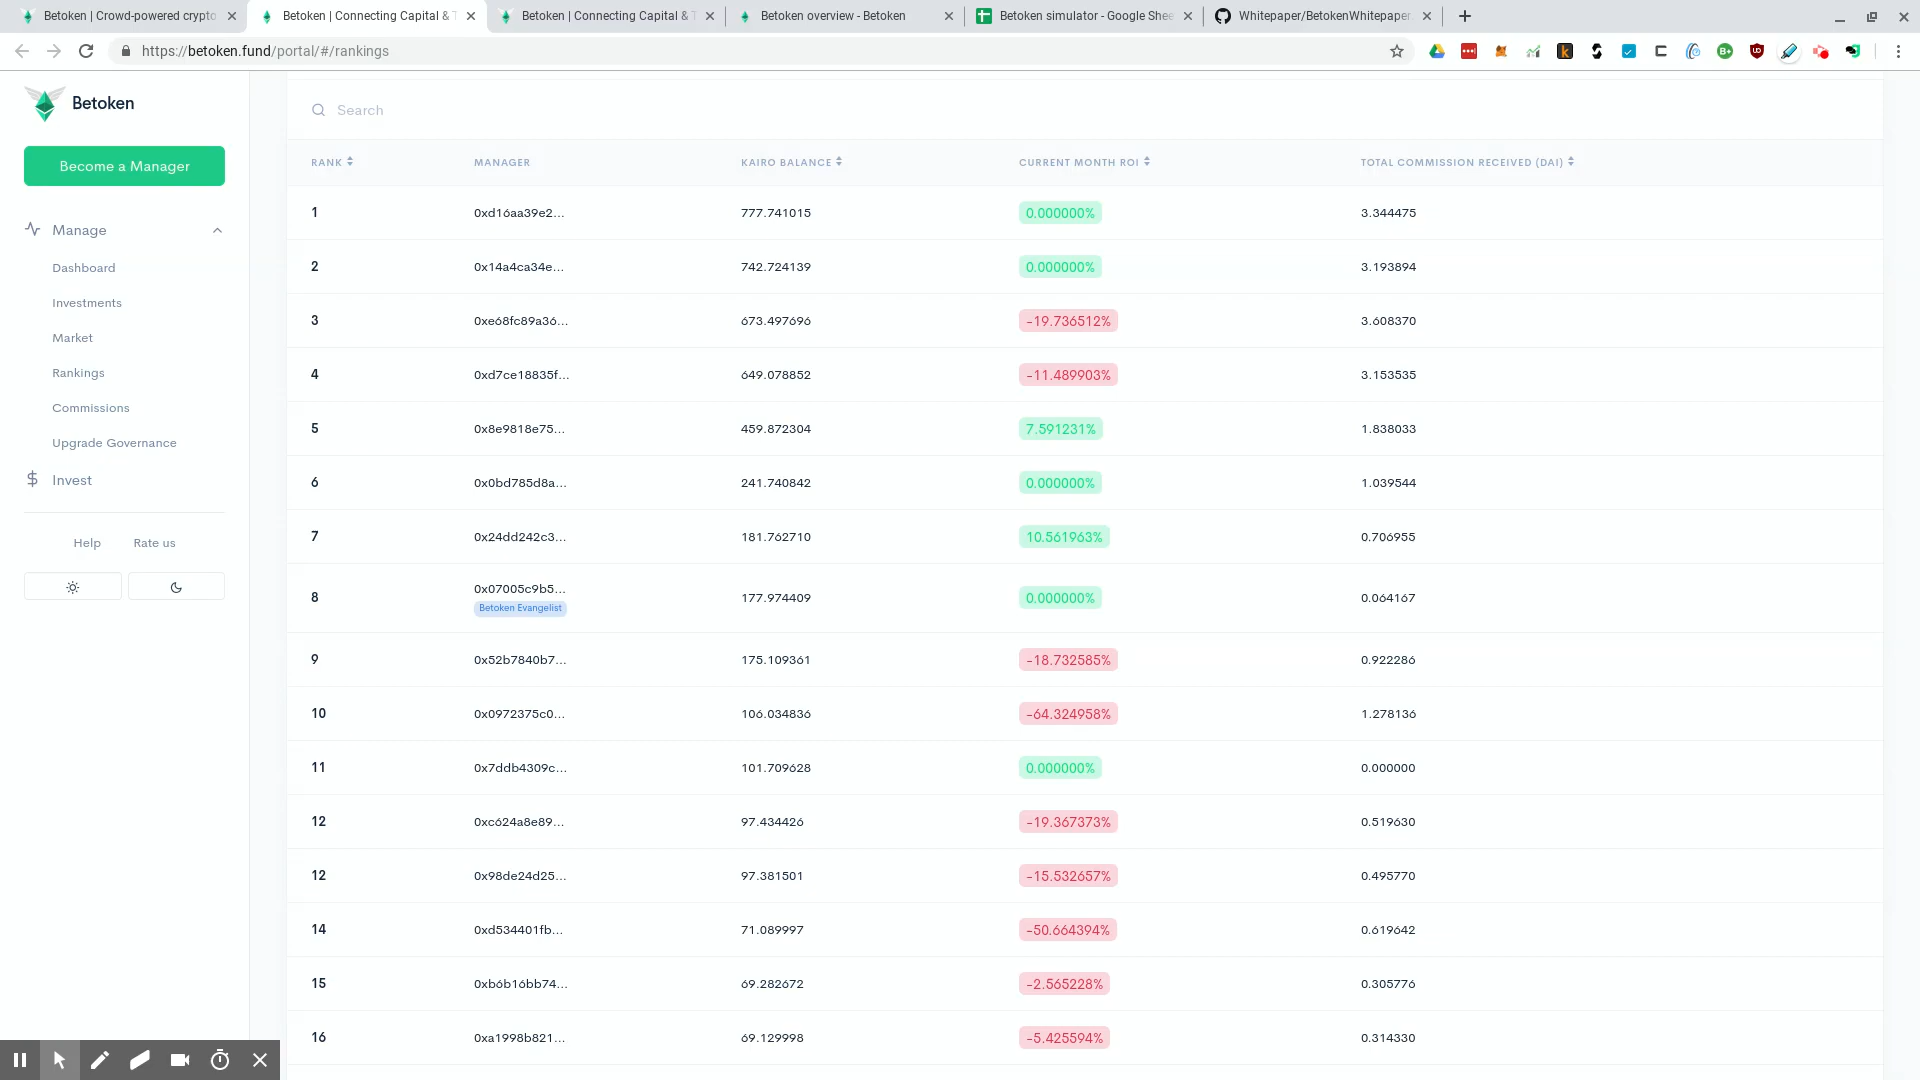 Betoken | Crowd-powered crypto
Betoken | Connecting Capital & T
Betoken | Connecting Capital & T
Betoken overview - Betoken
Betoken simulator - Google Shee
Whitepaper/BetokenWhitepaper.
https://betoken.fund/portal/#/rankings
Betoken
Become a Manager
Manage
Dashboard
Investments
Market
Rankings
Commissions
Upgrade Governance
Invest
Help Rate us
Search
RANK MANAGER KAIRO BALANCE CURRENT MONTH ROI TOTAL COMMISSION RECEIVED (DAI)
1 0xd16aa39e2... 777.741015 0.000000% 3.344475
2 0x14a4ca34e... 742.724139 0.000000% 3.193894
3 0xe68fc89a36... 673.497696 -19.736512% 3.608370
4 0xd7ce18835f... 649.078852 -11.489903% 3.153535
5 0x8e9818e75... 459.872304 7.591231% 1.838033
6 0x0bd785d8a... 241.740842 0.000000% 1.039544
7 0x24dd242c3... 181.762710 10.561963% 0.706955
8 0x07005c9b5... 177.974409 0.000000% 0.064167
Betoken Evangelist
9 0x52b7840b7... 175.109361 -18.732585% 0.922286
10 0x0972375c0... 106.034836 -64.324958% 1.278136
11 0x7ddb4309c... 101.709628 0.000000% 0.000000
12 0xc624a8e89... 97.434426 -19.367373% 0.519630
12 0x98de24d25... 97.381501 -15.532657% 0.495770
14 0xd534401fb... 71.089997 -50.664394% 0.619642
15 0xb6b16bb74... 69.282672 -2.565228% 0.305776
16 0xa1998b821... 69.129998 -5.425594% 0.314330